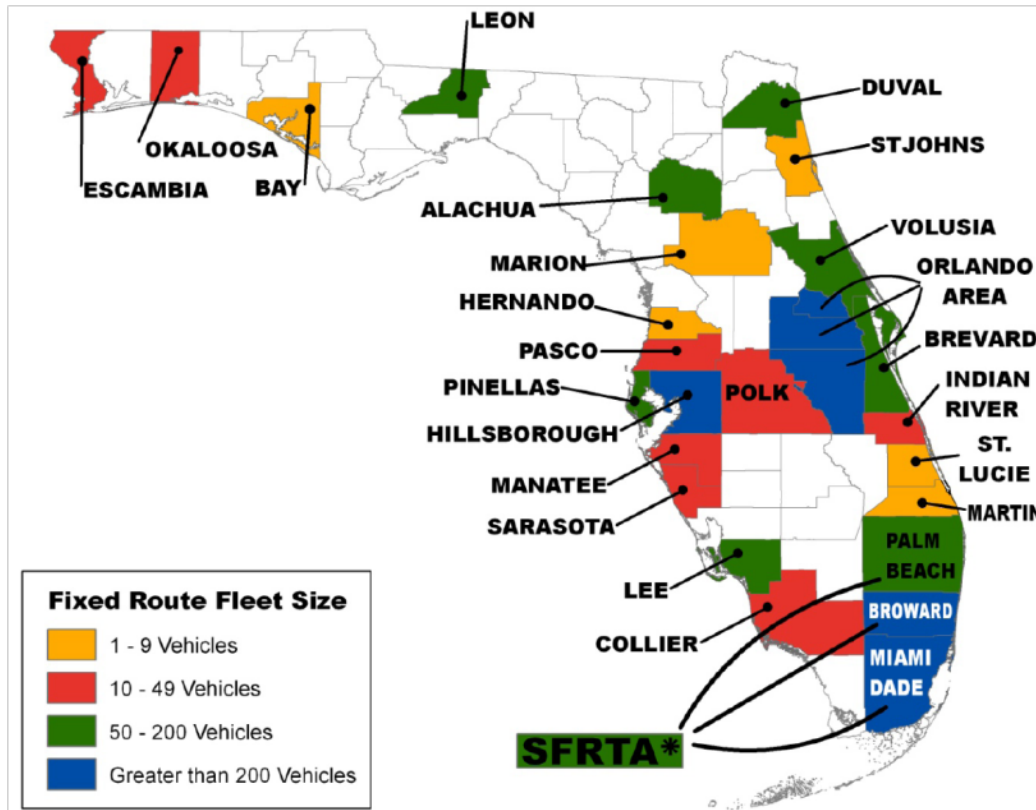 LEON
DUVAL
OKALOOSA
STJOHNS
ESCAMBIA
BAY
ALACHUA
VOLUSIA
MARION
ORLANDO
AREA
HERNANDO
PASCO
BREVARD
PINELLAS
POLK
INDIAN
RIVER
HILLSBOROUGH
ST.
LUCIE
MANATEE
MARTIN
SARASOTA
PALM
BEACH
LEE
BROWARD
COLLIER
MIAMI
DADE
SFRTA*
Fixed Route Fleet Size
1 - 9 Vehicles
10 - 49 Vehicles
50 - 200 Vehicles
Greater than 200 Vehicles